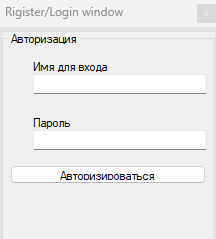 Rigister/Login window
x
Авторизация
Имя для входа
Пароль
Авторизироваться